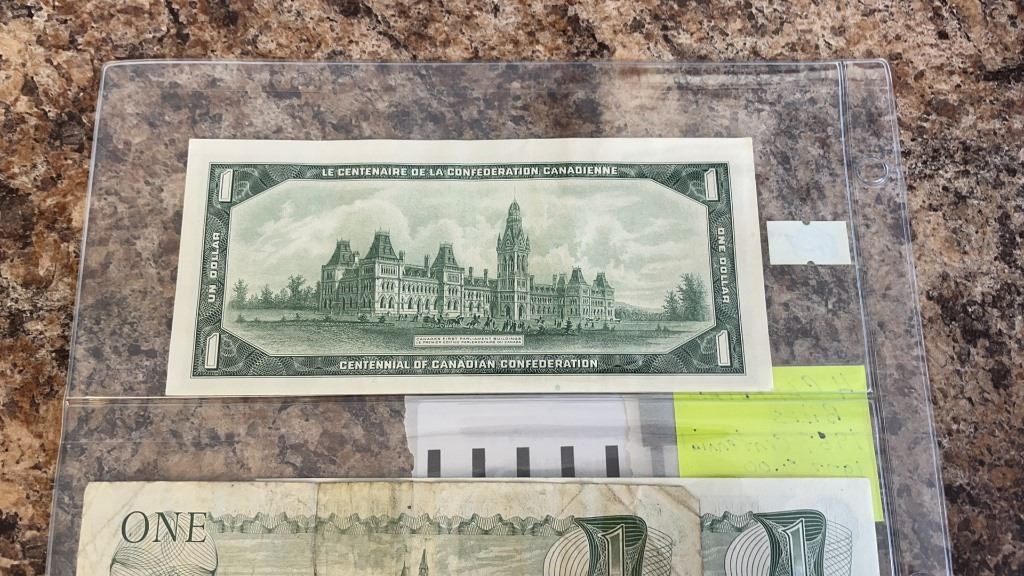 1 LE CENTENAIRE DE LA CONFÉDÉRATION CANADIENNE 1
UN DOLLAR
ONE DOLLAR
CANADA'S FIRST PARLIAMENT BUILDINGS
1 CENTENNIAL OF CANADIAN CONFEDERATION 1
ONE 1 1